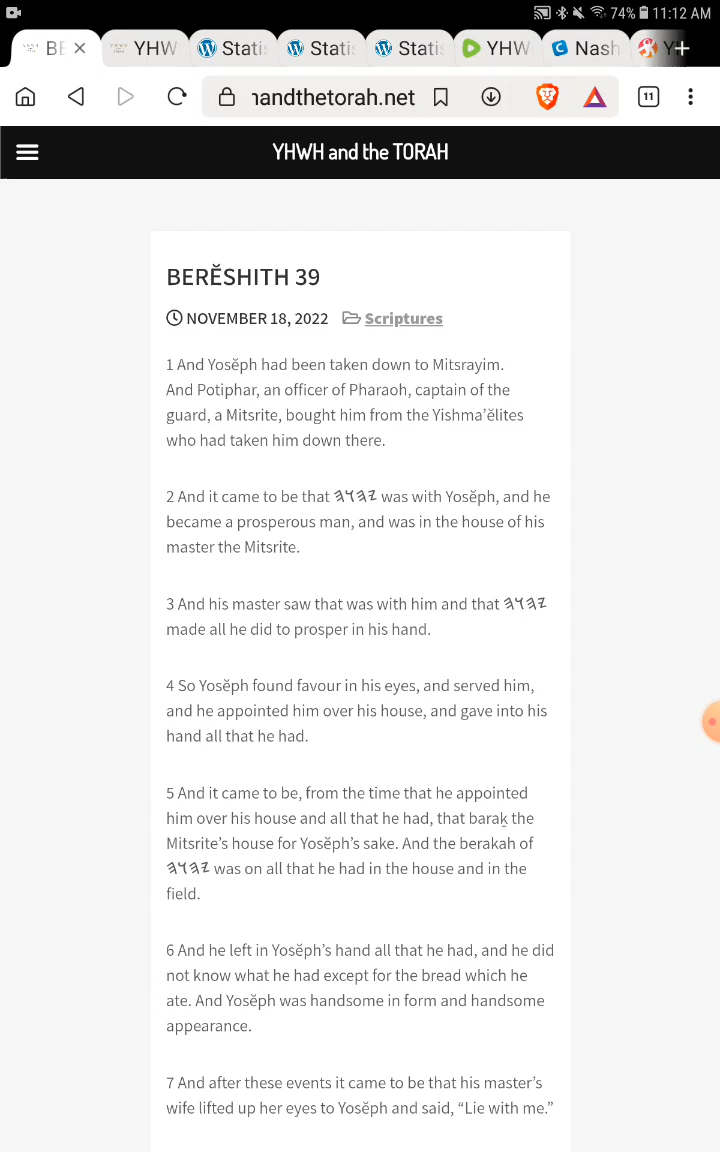 74% 11:12 AM
BE YHW Statis Statis Statis YHW Nash Y
handthetorah.net 11
YHWH and the TORAH
BERĔSHITH 39
NOVEMBER 18, 2022 Scriptures
1 And Yosĕph had been taken down to Mitsrayim.
And Potiphar, an officer of Pharaoh, captain of the
guard, a Mitsrite, bought him from the Yishma’ĕlites
who had taken him down there.
2 And it came to be that 𐤉𐤄𐤅𐤄 was with Yosĕph, and he
became a prosperous man, and was in the house of his
master the Mitsrite.
3 And his master saw that was with him and that 𐤉𐤄𐤅𐤄
made all he did to prosper in his hand.
4 So Yosĕph found favour in his eyes, and served him,
and he appointed him over his house, and gave into his
hand all that he had.
5 And it came to be, from the time that he appointed
him over his house and all that he had, that baraḵ the
Mitsrite’s house for Yosĕph’s sake. And the berakah of
𐤉𐤄𐤅𐤄 was on all that he had in the house and in the
field.
6 And he left in Yosĕph’s hand all that he had, and he did
not know what he had except for the bread which he
ate. And Yosĕph was handsome in form and handsome
appearance.
7 And after these events it came to be that his master’s
wife lifted up her eyes to Yosĕph and said, “Lie with me.”